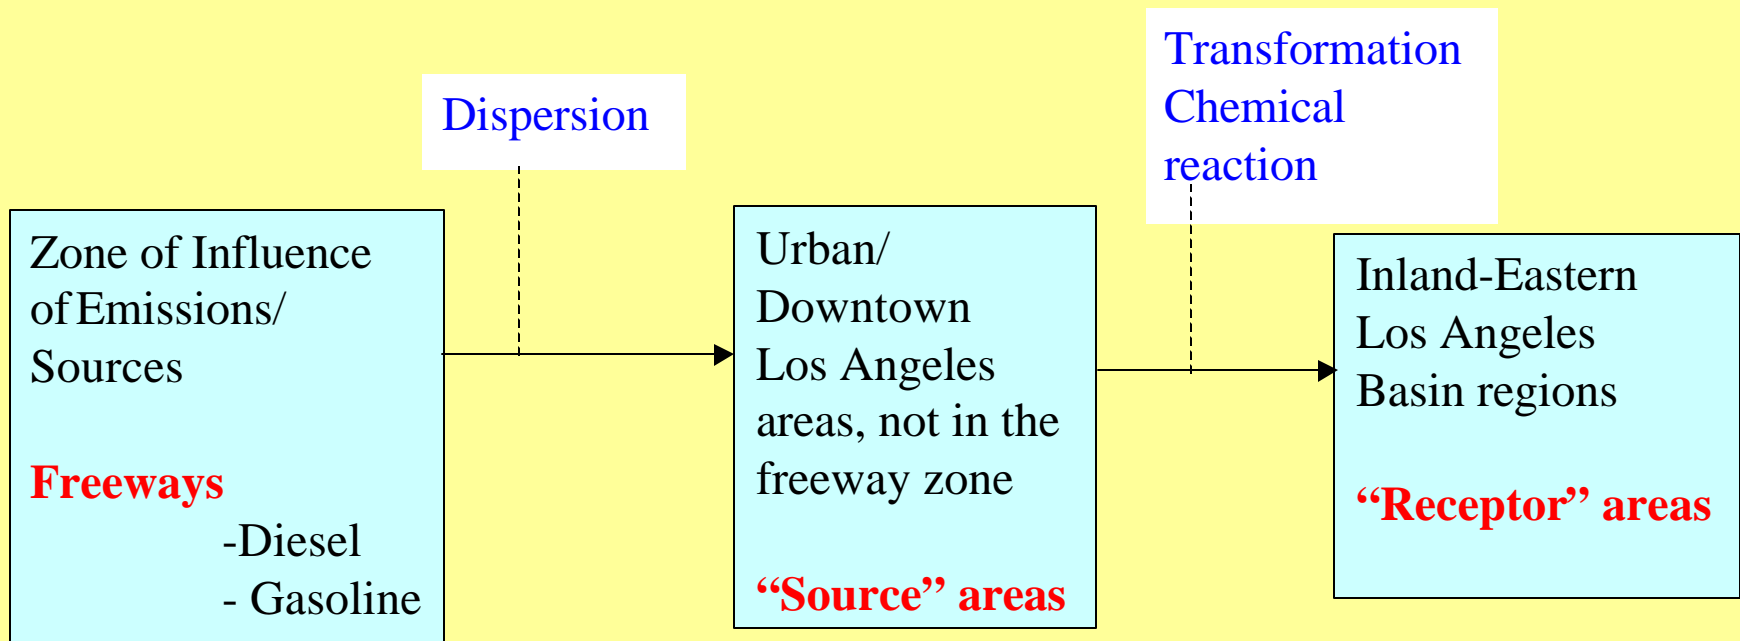 Dispersion
Transformation
Chemical
reaction
Zone of Influence
of Emissions/
Sources
Freeways
-Diesel
- Gasoline
Urban/
Downtown
Los Angeles
areas, not in the
freeway zone
“Source” areas
Inland-Eastern
Los Angeles
Basin regions
“Receptor” areas